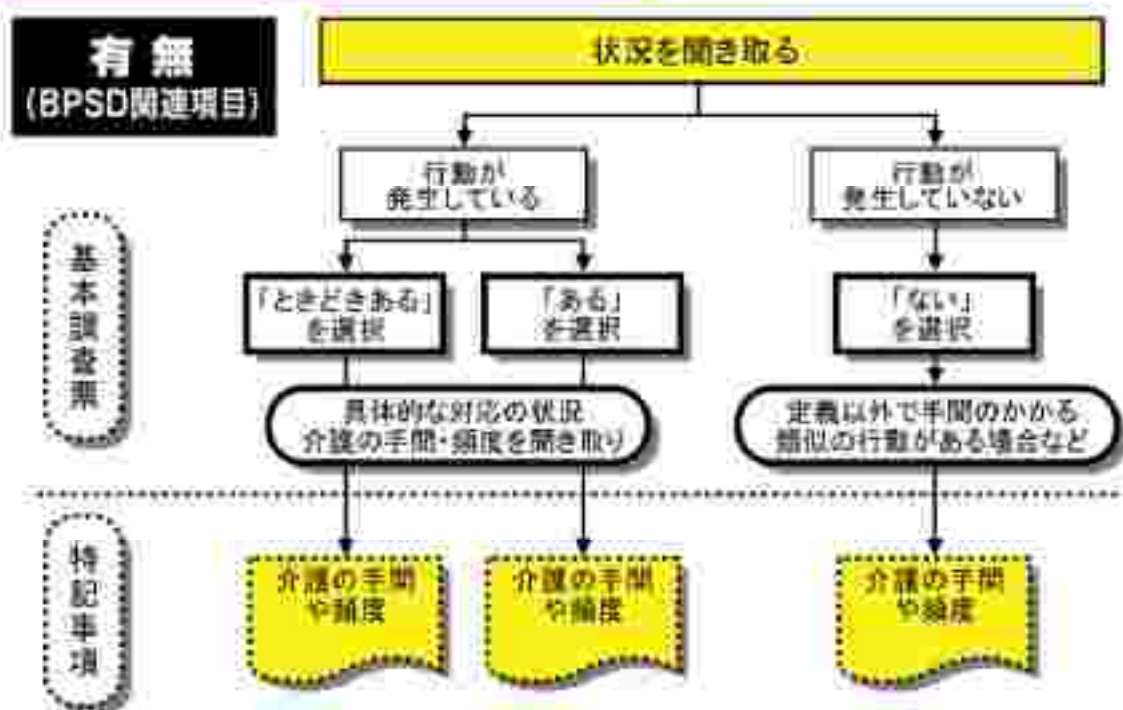 有無
(BPSD関連項目)
状況を聞き取る
行動が
発生している
行動が
発生していない
基本調査票
「ときどきある」
を選択
「ある」
を選択
「ない」
を選択
具体的な対応の状況
介護の手間・頻度を聞き取り
定義以外で手間のかかる
類似の行動がある場合など
特記事項
介護の手間
や頻度
介護の手間
や頻度
介護の手間
や頻度